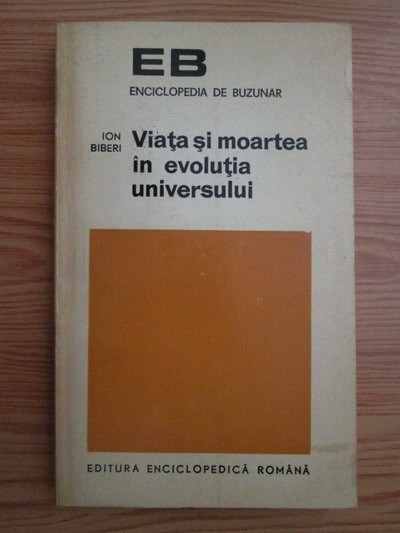 EB
ENCICLOPEDIA DE BUZUNAR
ION
BIBERI
Viaţa şi moartea
în evoluţia
universului
EDITURA ENCICLOPEDICĂ ROMÂNĂ